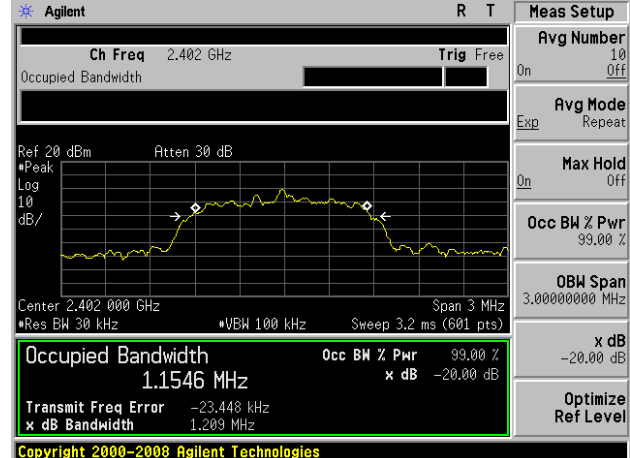 Agilent R T Meas Setup
Ch Freq 2.402 GHz Trig Free
Occupied Bandwidth
Avg Number
10
On Off
Avg Mode
Exp Repeat
Max Hold
On Off
Occ BW % Pwr
99.00 %
OBW Span
3.00000000 MHz
x dB
-20.00 dB
Optimize
Ref Level
Ref 20 dBm Atten 30 dB
#Peak
Log
10
dB/
Center 2.402 000 GHz Span 3 MHz
#Res BW 30 kHz #VBW 100 kHz Sweep 3.2 ms (601 pts)
Occupied Bandwidth Occ BW % Pwr 99.00 %
1.1546 MHz x dB -20.00 dB
Transmit Freq Error -23.448 kHz
x dB Bandwidth 1.209 MHz
Copyright 2000-2008 Agilent Technologies